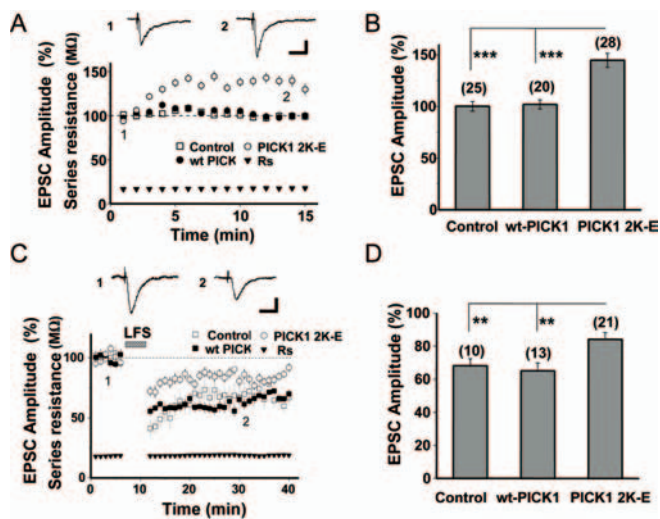 A
1
2
EPSC Amplitude (%)
Series resistance (MΩ)
150
100
50
0
1
2
Control
PICK1 2K-E
wt PICK
Rs
0
5
10
15
Time (min)
B
EPSC Amplitude (%)
150
100
50
0
***
***
(25)
(20)
(28)
Control
wt-PICK1
PICK1 2K-E
C
1
2
EPSC Amplitude (%)
Series resistance (MΩ)
LFS
100
50
0
1
2
Control
PICK1 2K-E
wt PICK
Rs
0
10
20
30
40
Time (min)
D
EPSC Amplitude (%)
100
80
60
40
20
0
**
**
(10)
(13)
(21)
Control
wt-PICK1
PICK1 2K-E